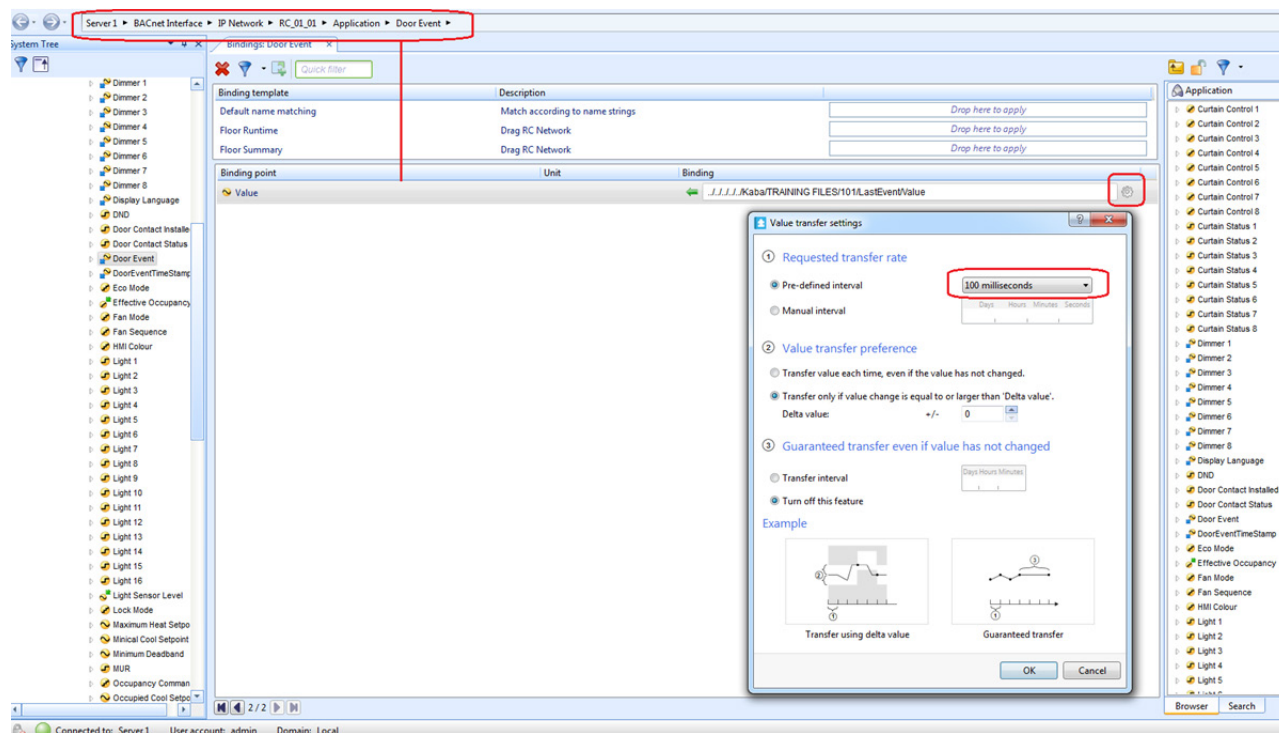 Server 1 ▸ BACnet Interface ▸ IP Network ▸ RC_01_01 ▸ Application ▸ Door Event ▸
System Tree
Dimmer 1
Dimmer 2
Dimmer 3
Dimmer 4
Dimmer 5
Dimmer 6
Dimmer 7
Dimmer 8
Display Language
DND
Door Contact Installe
Door Contact Status
Door Event
DoorEventTimeStamp
Eco Mode
Effective Occupancy
Fan Mode
Fan Sequence
HMI Colour
Light 1
Light 2
Light 3
Light 4
Light 5
Light 6
Light 7
Light 8
Light 9
Light 10
Light 11
Light 12
Light 13
Light 14
Light 15
Light 16
Light Sensor Level
Lock Mode
Maximum Heat Setpo
Minical Cool Setpoint
Minimum Deadband
MUR
Occupancy Comman
Occupied Cool Setpo
Bindings: Door Event
Quick filter
Binding template Description
Default name matching Match according to name strings Drop here to apply
Floor Runtime Drag RC Network Drop here to apply
Floor Summary Drag RC Network Drop here to apply
Binding point Unit Binding
Value ../../../../../Kaba/TRAINING FILES/101/LastEvent/Value
Value transfer settings
1 Requested transfer rate
Pre-defined interval 100 milliseconds
Manual interval Days Hours Minutes Seconds
2 Value transfer preference
Transfer value each time, even if the value has not changed.
Transfer only if value change is equal to or larger than 'Delta value'.
Delta value: +/- 0
3 Guaranteed transfer even if value has not changed
Transfer interval Days Hours Minutes
Turn off this feature
Example
2
1
3
1
Transfer using delta value Guaranteed transfer
OK Cancel
2 / 2
Application
Curtain Control 1
Curtain Control 2
Curtain Control 3
Curtain Control 4
Curtain Control 5
Curtain Control 6
Curtain Control 7
Curtain Control 8
Curtain Status 1
Curtain Status 2
Curtain Status 3
Curtain Status 4
Curtain Status 5
Curtain Status 6
Curtain Status 7
Curtain Status 8
Dimmer 1
Dimmer 2
Dimmer 3
Dimmer 4
Dimmer 5
Dimmer 6
Dimmer 7
Dimmer 8
Display Language
DND
Door Contact Installed
Door Contact Status
Door Event
DoorEventTimeStamp
Eco Mode
Effective Occupancy
Fan Mode
Fan Sequence
HMI Colour
Light 1
Light 2
Light 3
Light 4
Light 5
Browser Search
Connected to: Server 1 User account: admin Domain: Local